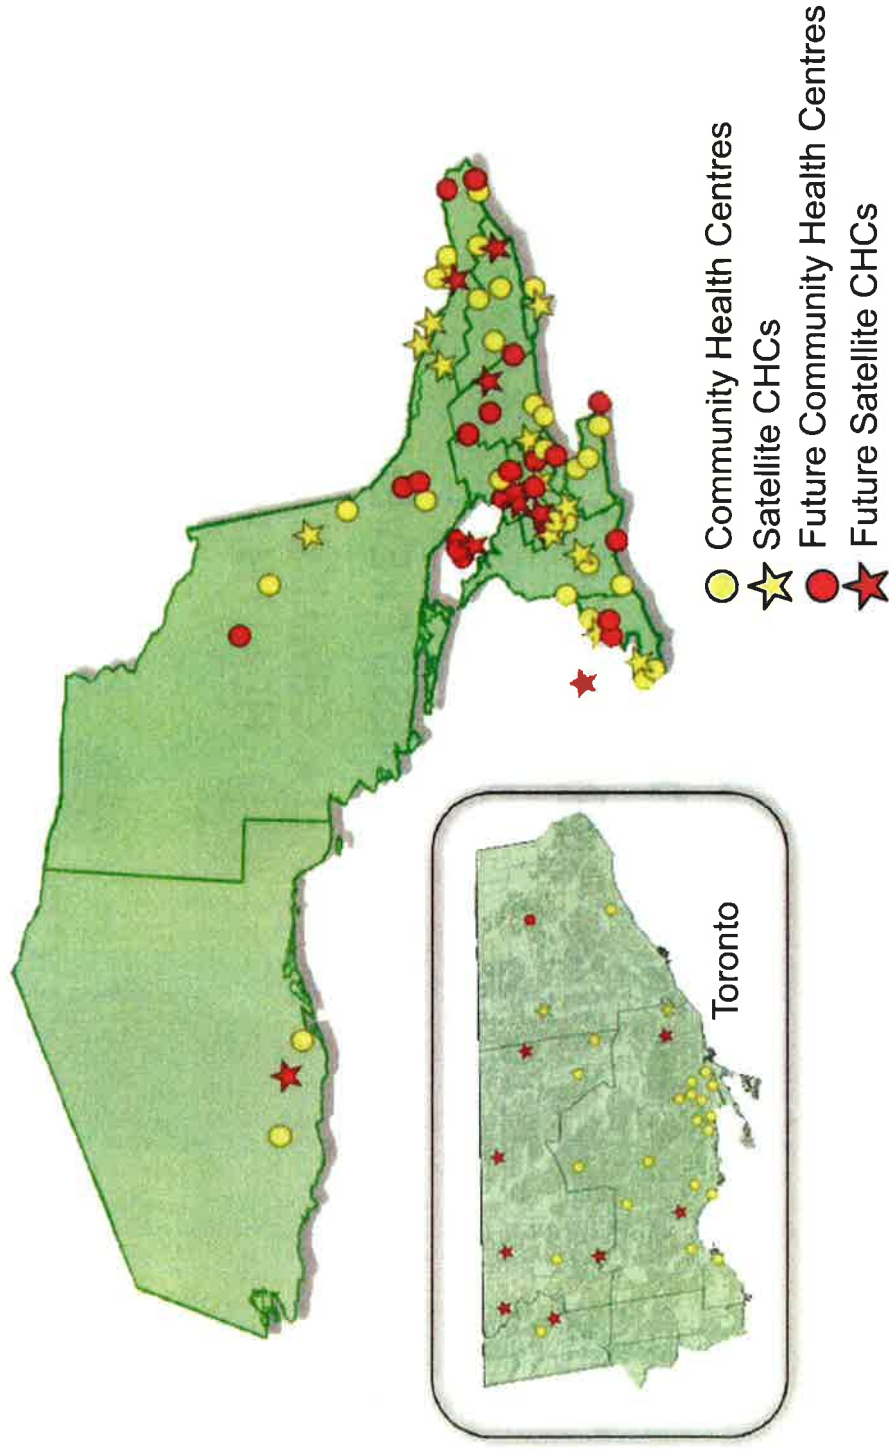 Community Health Centres
Satellite CHCs
Future Community Health Centres
Future Satellite CHCs
Toronto